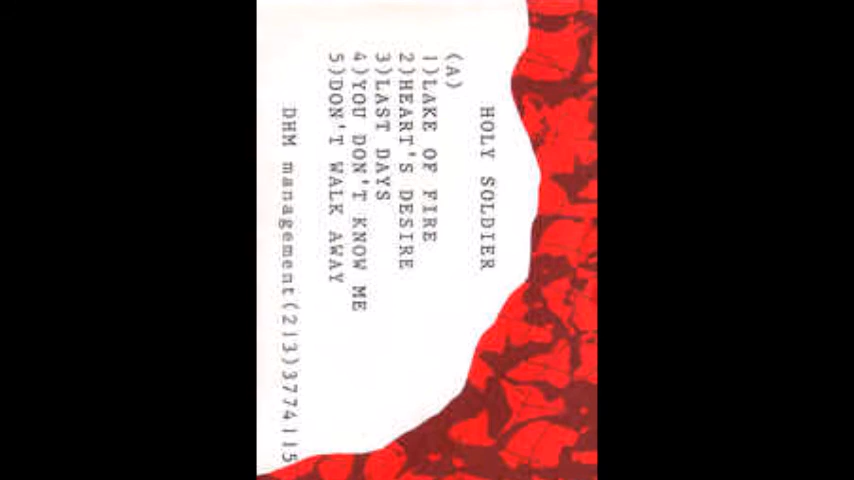 HOLY SOLDIER
(A)
1)LAKE OF FIRE
2)HEART'S DESIRE
3)LAST DAYS
4)YOU DON'T KNOW ME
5)DON'T WALK AWAY
DHM management(213)3774115